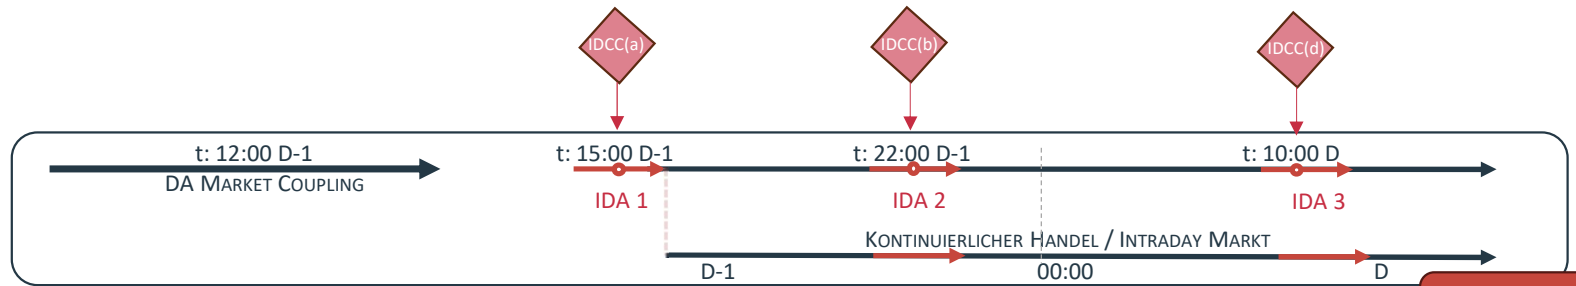 IDCC(a)
IDCC(b)
IDCC(d)
t: 12:00 D-1
t: 15:00 D-1
t: 22:00 D-1
t: 10:00 D
DA MARKET COUPLING
IDA 1
IDA 2
IDA 3
KONTINUIERLICHER HANDEL / INTRADAY MARKT
D-1
00:00
D